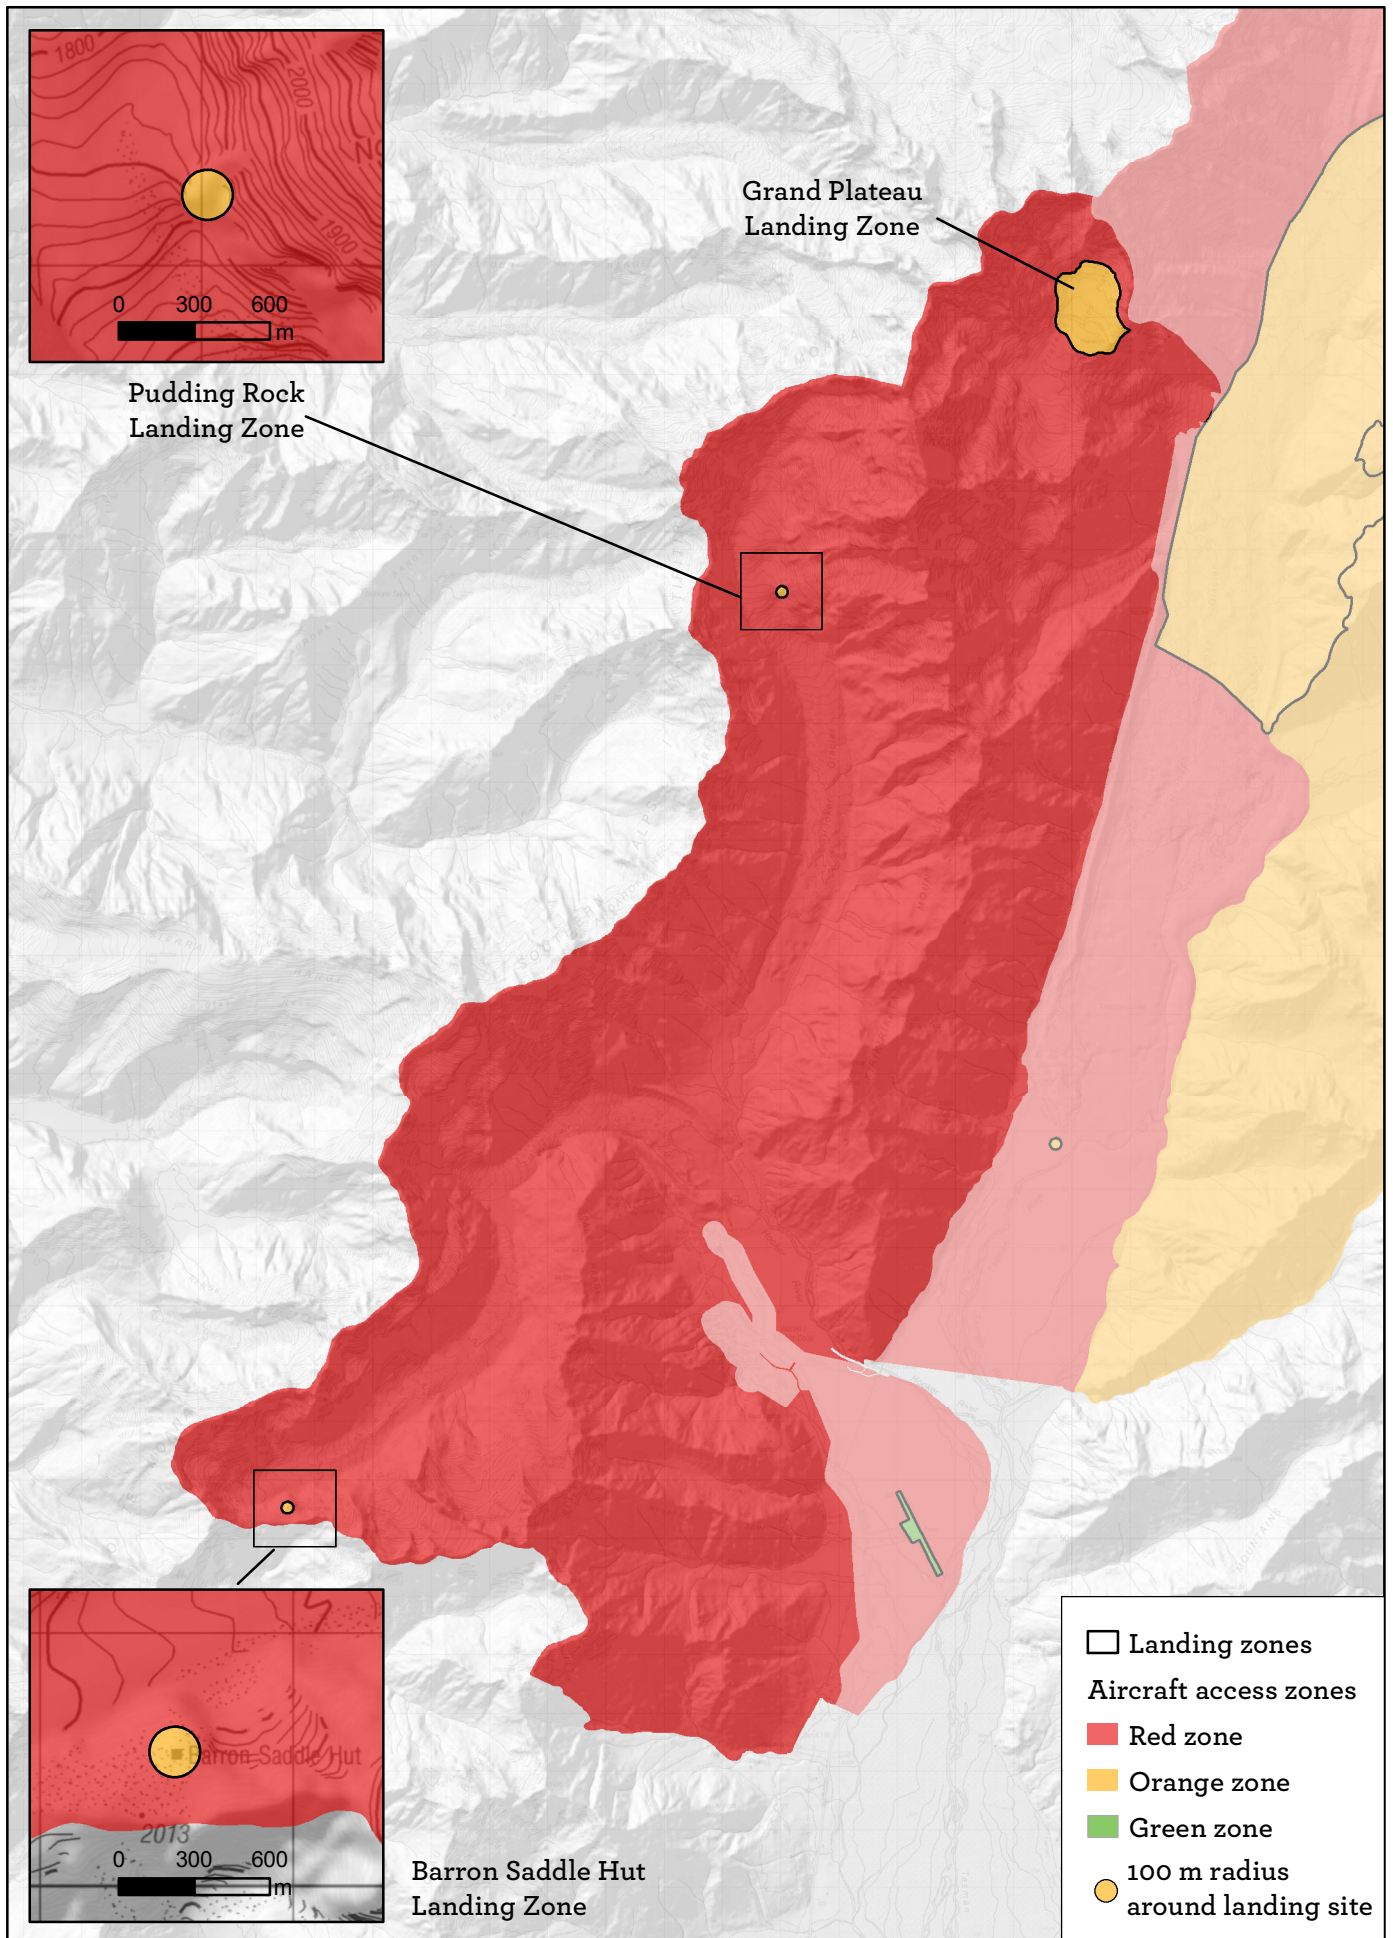 1800
2000
1900
0 300 600
m
Pudding Rock
Landing Zone
Grand Plateau
Landing Zone
Barron Saddle Hut
2013
0 300 600
m
Barron Saddle Hut
Landing Zone
Landing zones
Aircraft access zones
Red zone
Orange zone
Green zone
100 m radius
around landing site